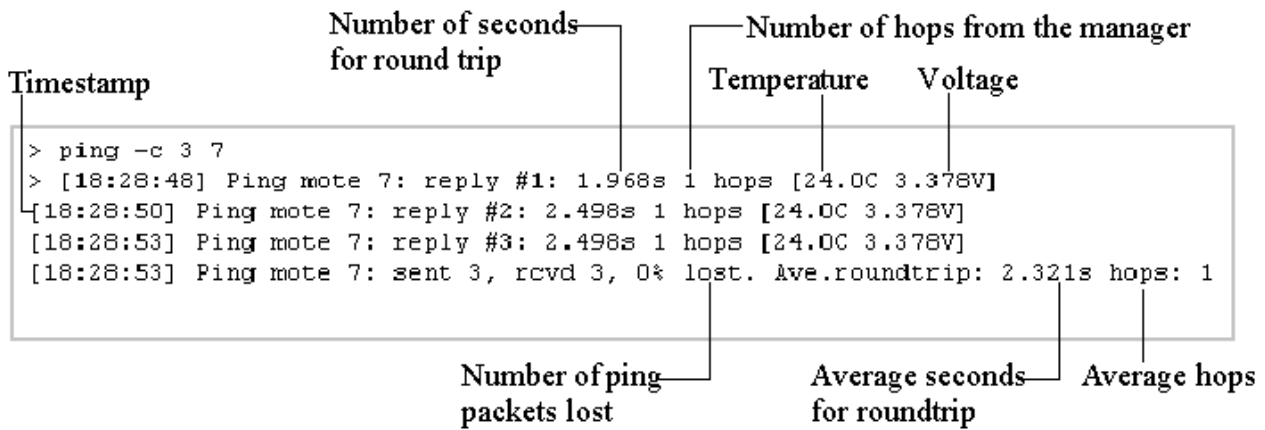 Number of seconds
for round trip
Number of hops from the manager
Timestamp
Temperature
Voltage
> ping -c 3 7
> [18:28:48] Ping mote 7: reply #1: 1.968s 1 hops [24.0C 3.378V]
[18:28:50] Ping mote 7: reply #2: 2.498s 1 hops [24.0C 3.378V]
[18:28:53] Ping mote 7: reply #3: 2.498s 1 hops [24.0C 3.378V]
[18:28:53] Ping mote 7: sent 3, rcvd 3, 0% lost. Ave.roundtrip: 2.321s hops: 1
Number of ping
packets lost
Average seconds
for roundtrip
Average hops